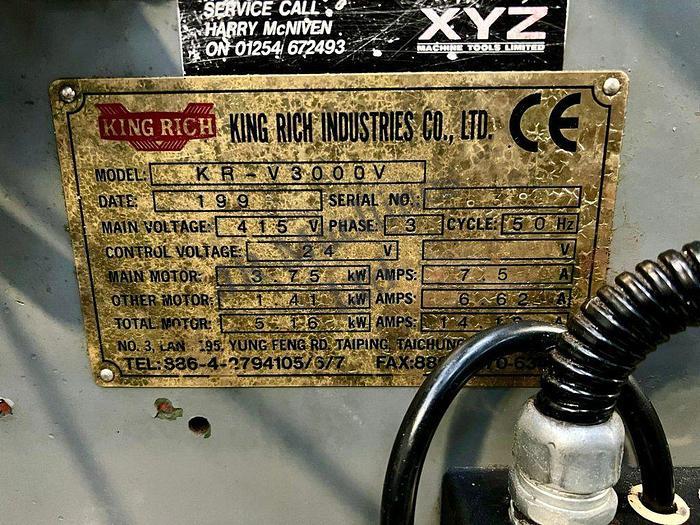 SERVICE CALL
HARRY McNIVEN
ON 01254 672493
XYZ
MACHINE TOOLS LIMITED
KING RICH KING RICH INDUSTRIES CO., LTD. CE
MODEL: KR-V3000V
DATE: 199 SERIAL NO.:
MAIN VOLTAGE: 415 V PHASE: 3 CYCLE: 50 Hz
CONTROL VOLTAGE: 24 V V
MAIN MOTOR: 3.75 kW AMPS: 7.5 A
OTHER MOTOR: 1.41 kW AMPS: 6.62 A
TOTAL MOTOR: 5.16 kW AMPS:
NO. 3, LAN 195, YUNG FENG RD, TAIPING, TAICHUNG
TEL: 886-4-2794105/6/7 FAX: